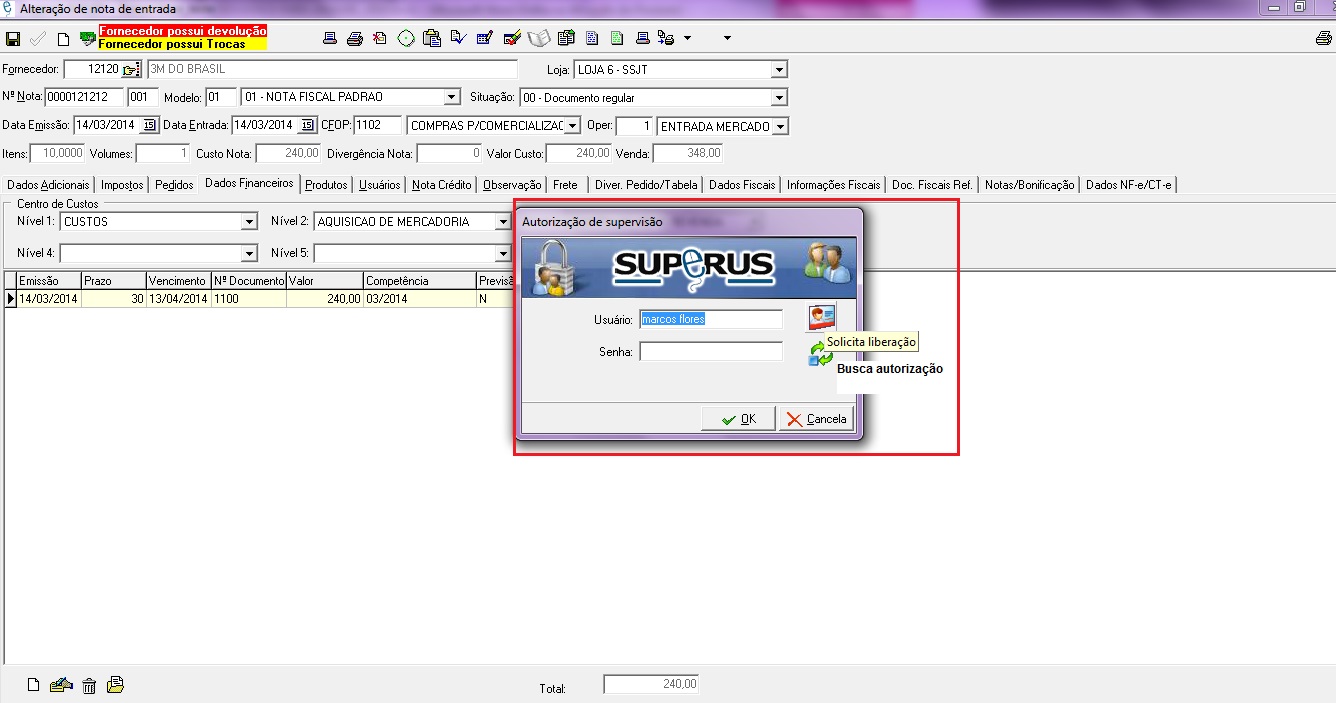 Alteração de nota de entrada
Fornecedor possui devolução
Fornecedor possui Trocas
Fornecedor: 12120 3M DO BRASIL Loja: LOJA 6 - SSJT
Nº Nota: 0000121212 001 Modelo: 01 01 - NOTA FISCAL PADRAO Situação: 00 - Documento regular
Data Emissão: 14/03/2014 15 Data Entrada: 14/03/2014 15 CFOP: 1102 COMPRAS P/COMERCIALIZAC Oper: 1 ENTRADA MERCADO
Itens: 10,0000 Volumes: 1 Custo Nota: 240,00 Divergência Nota: 0 Valor Custo: 240,00 Venda: 348,00
Dados Adicionais Impostos Pedidos Dados Financeiros Produtos Usuários Nota Crédito Observação Frete Diver. Pedido/Tabela Dados Fiscais Informações Fiscais Doc. Fiscais Ref. Notas/Bonificação Dados NF-e/CT-e
Centro de Custos
Nível 1: CUSTOS Nível 2: AQUISICAO DE MERCADORIA
Nível 4: Nível 5:
Emissão Prazo Vencimento Nº Documento Valor Competência Previsã
14/03/2014 30 13/04/2014 1100 240,00 03/2014 N
Autorização de supervisão
SUPeRUS
Usuário: marcos flores
Solicita liberação
Senha:
Busca autorização
OK Cancela
Total: 240,00